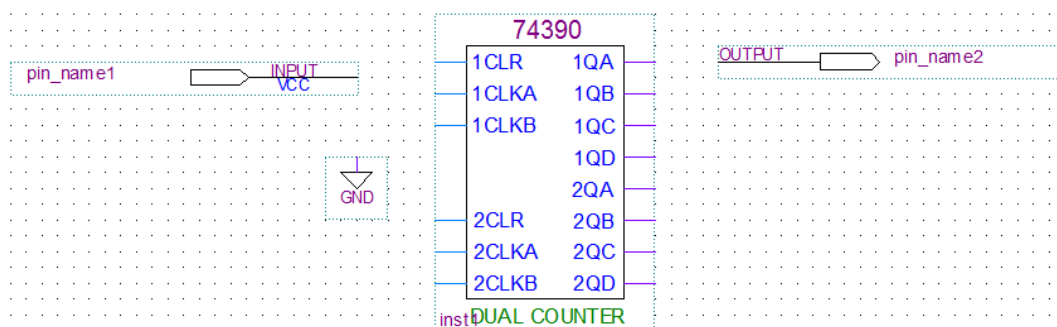 74390
pin_name1
INPUT
VCC
GND
1CLR 1QA
1CLKA 1QB
1CLKB 1QC
1QD
2QA
2CLR 2QB
2CLKA 2QC
2CLKB 2QD
inst1
DUAL COUNTER
OUTPUT
pin_name2